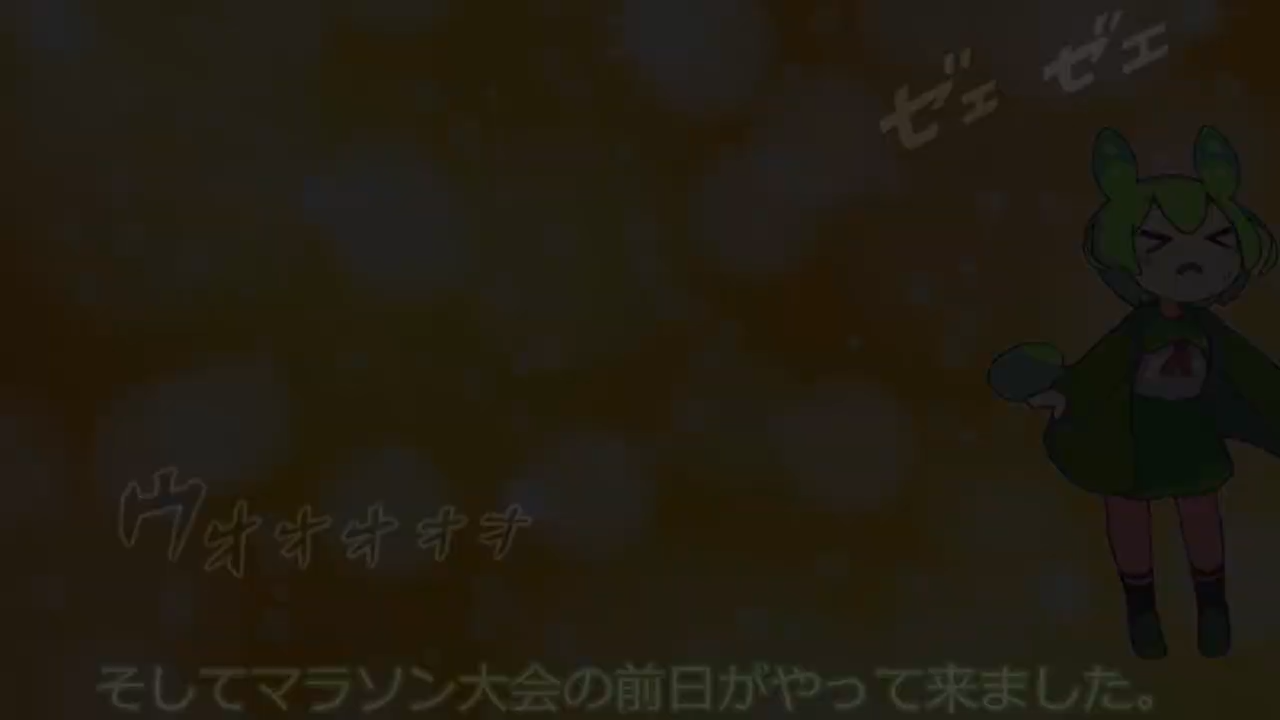 ゼェ ゼェ
ウォォォォォ
そしてマラソン大会の前日がやって来ました。